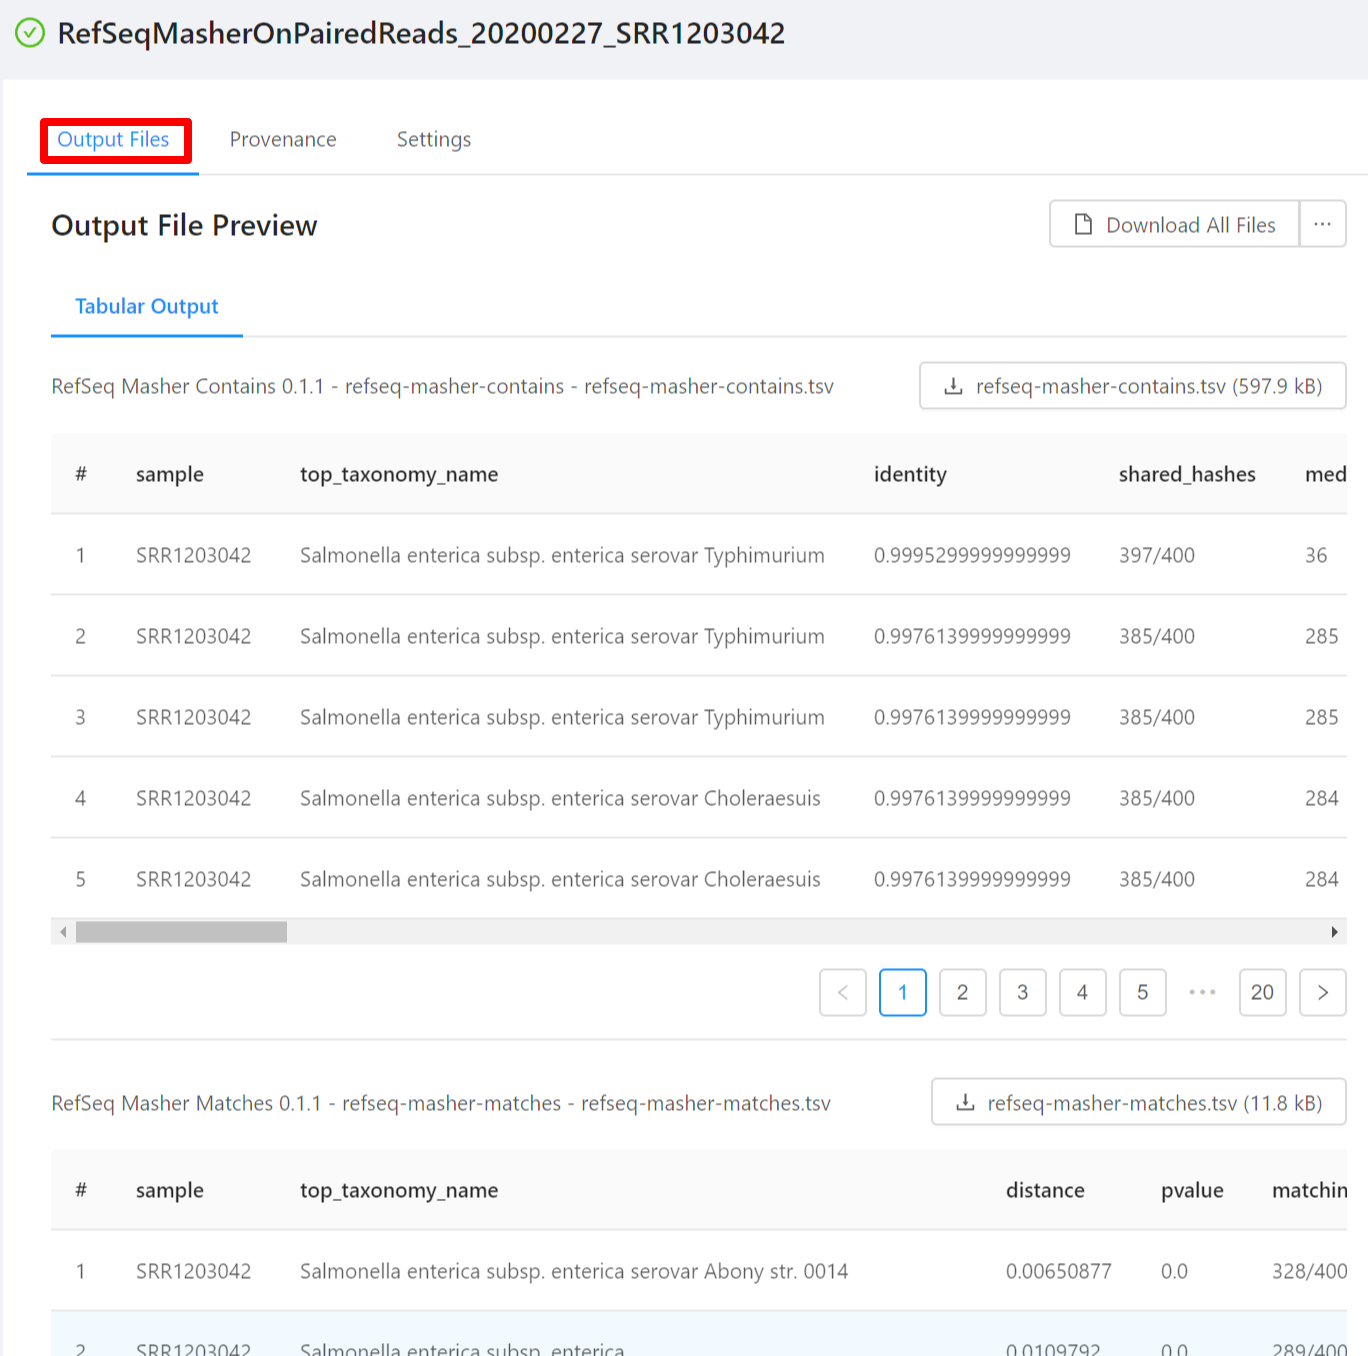 RefSeqMasherOnPairedReads_20200227_SRR1203042
Output Files Provenance Settings
Output File Preview Download All Files ...
Tabular Output
RefSeq Masher Contains 0.1.1 - refseq-masher-contains - refseq-masher-contains.tsv refseq-masher-contains.tsv (597.9 kB)
# sample top_taxonomy_name identity shared_hashes med
1 SRR1203042 Salmonella enterica subsp. enterica serovar Typhimurium 0.9995299999999999 397/400 36
2 SRR1203042 Salmonella enterica subsp. enterica serovar Typhimurium 0.9976139999999999 385/400 285
3 SRR1203042 Salmonella enterica subsp. enterica serovar Typhimurium 0.9976139999999999 385/400 285
4 SRR1203042 Salmonella enterica subsp. enterica serovar Choleraesuis 0.9976139999999999 385/400 284
5 SRR1203042 Salmonella enterica subsp. enterica serovar Choleraesuis 0.9976139999999999 385/400 284
< 1 2 3 4 5 ••• 20 >
RefSeq Masher Matches 0.1.1 - refseq-masher-matches - refseq-masher-matches.tsv refseq-masher-matches.tsv (11.8 kB)
# sample top_taxonomy_name distance pvalue matchin
1 SRR1203042 Salmonella enterica subsp. enterica serovar Abony str. 0014 0.00650877 0.0 328/400
2 SRR1203042 Salmonella enterica subsp. enterica 0.0109792 0.0 289/400